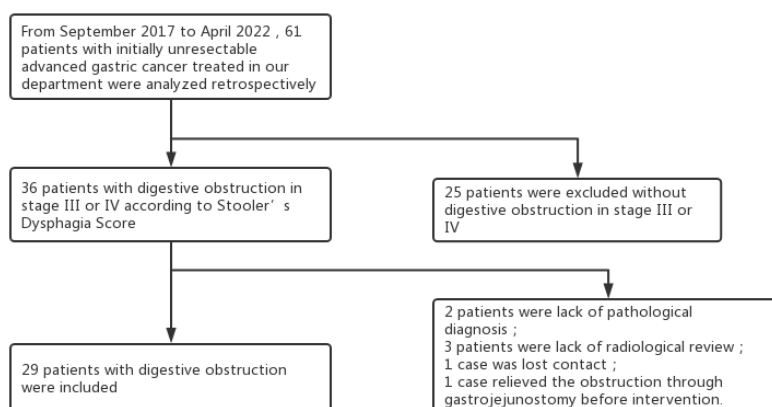 From September 2017 to April 2022 , 61
patients with initially unresectable
advanced gastric cancer treated in our
department were analyzed retrospectively
36 patients with digestive obstruction in
stage III or IV according to Stooler’ s
Dysphagia Score
25 patients were excluded without
digestive obstruction in stage III or
IV
2 patients were lack of pathological
diagnosis ;
3 patients were lack of radiological review ;
1 case was lost contact ;
1 case relieved the obstruction through
gastrojejunostomy before intervention.
29 patients with digestive obstruction
were included